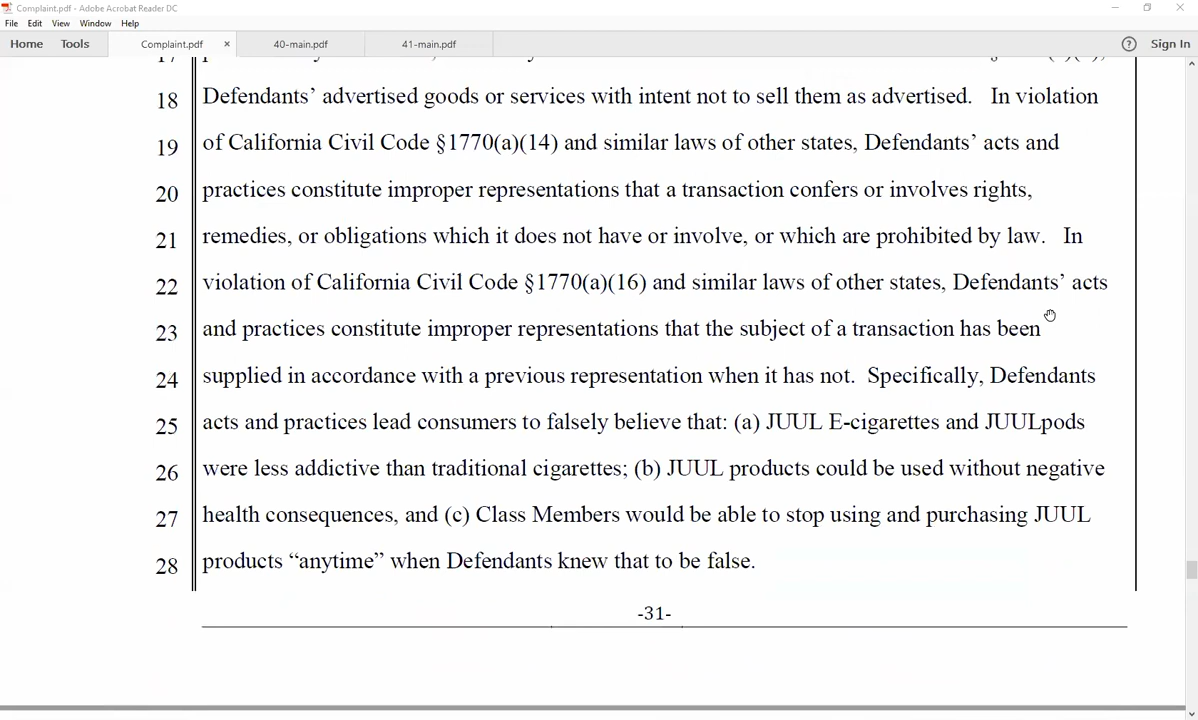 Complaint.pdf - Adobe Acrobat Reader DC
File Edit View Window Help
Home Tools Complaint.pdf × 40-main.pdf 41-main.pdf ? Sign In
18 Defendants’ advertised goods or services with intent not to sell them as advertised. In violation
19 of California Civil Code §1770(a)(14) and similar laws of other states, Defendants’ acts and
20 practices constitute improper representations that a transaction confers or involves rights,
21 remedies, or obligations which it does not have or involve, or which are prohibited by law. In
22 violation of California Civil Code §1770(a)(16) and similar laws of other states, Defendants’ acts
23 and practices constitute improper representations that the subject of a transaction has been
24 supplied in accordance with a previous representation when it has not. Specifically, Defendants
25 acts and practices lead consumers to falsely believe that: (a) JUUL E-cigarettes and JUULpods
26 were less addictive than traditional cigarettes; (b) JUUL products could be used without negative
27 health consequences, and (c) Class Members would be able to stop using and purchasing JUUL
28 products “anytime” when Defendants knew that to be false.
-31-